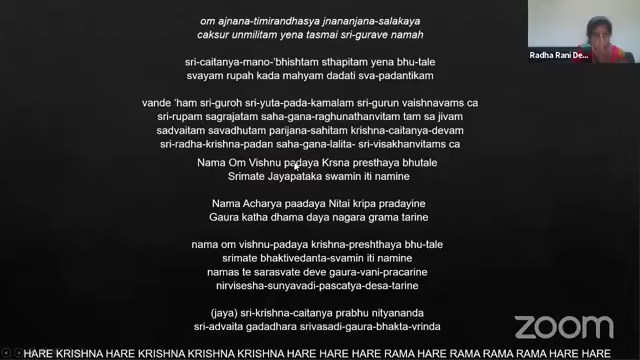 om ajnana-timirandhasya jnananjana-salakaya
caksur unmilitam yena tasmai sri-gurave namah
sri-caitanya-mano-'bhishtam sthapitam yena bhu-tale
svayam rupah kada mahyam dadati sva-padantikam
vande 'ham sri-guroh sri-yuta-pada-kamalam sri-gurun vaishnavams ca
sri-rupam sagrajatam saha-gana-raghunathanvitam tam sa jivam
sadvaitam savadhutam parijana-sahitam krishna-caitanya-devam
sri-radha-krishna-padan saha-gana-lalita- sri-visakhanvitams ca
Nama Om Vishnu padaya Krsna presthaya bhutale
Srimate Jayapataka swamin iti namine
Nama Acharya paadaya Nitai kripa pradayine
Gaura katha dhama daya nagara grama tarine
nama om vishnu-padaya krishna-preshthaya bhu-tale
srimate bhaktivedanta-svamin iti namine
namas te sarasvate deve gaura-vani-pracarine
nirvisesha-sunyavadi-pascatya-desa-tarine
(jaya) sri-krishna-caitanya prabhu nityananda
sri-advaita gadadhara srivasadi-gaura-bhakta-vrinda
HARE KRISHNA HARE KRISHNA KRISHNA KRISHNA HARE HARE HARE RAMA HARE RAMA RAMA RAMA HARE HARE
Radha Rani De...
zoom